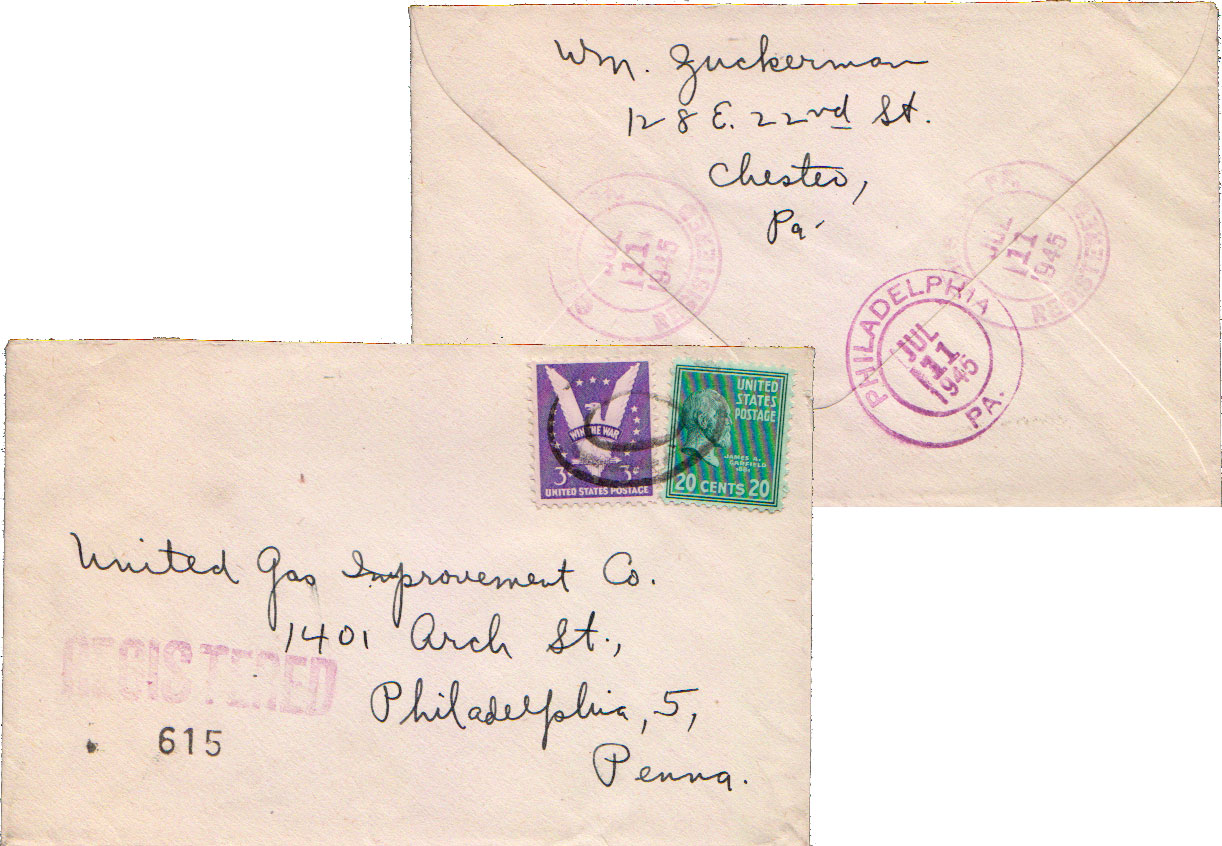 Wm. Zuckerman
128 E. 22nd St.
Chester,
Pa.
REGISTERED
JUL
11
1945
REGISTERED
JUL
11
1945
PHILADELPHIA
JUL
11
1945
PA.
WIN THE WAR
3¢ 3¢
UNITED STATES POSTAGE
UNITED
STATES
POSTAGE
JAMES A.
GARFIELD
20 CENTS 20
United Gas Improvement Co.
1401 Arch St.,
Philadelphia, 5,
Penna.
REGISTERED
615